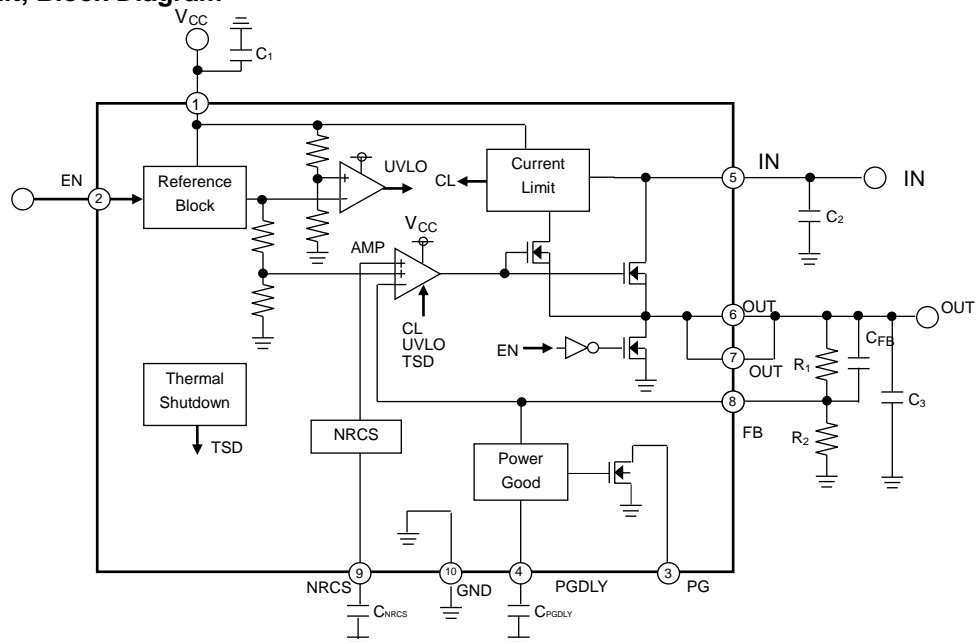 it, Block Diagram
VCC
C1
1
UVLO
Current
Limit
CL
IN
5
IN
EN
2
Reference
Block
C2
VCC
AMP
6
OUT
OUT
CL
UVLO
TSD
EN
7
OUT
R1
CFB
C3
Thermal
Shutdown
TSD
8
FB
R2
NRCS
Power
Good
9
10
4
3
NRCS
GND
PGDLY
PG
CNRCS
CPGDLY